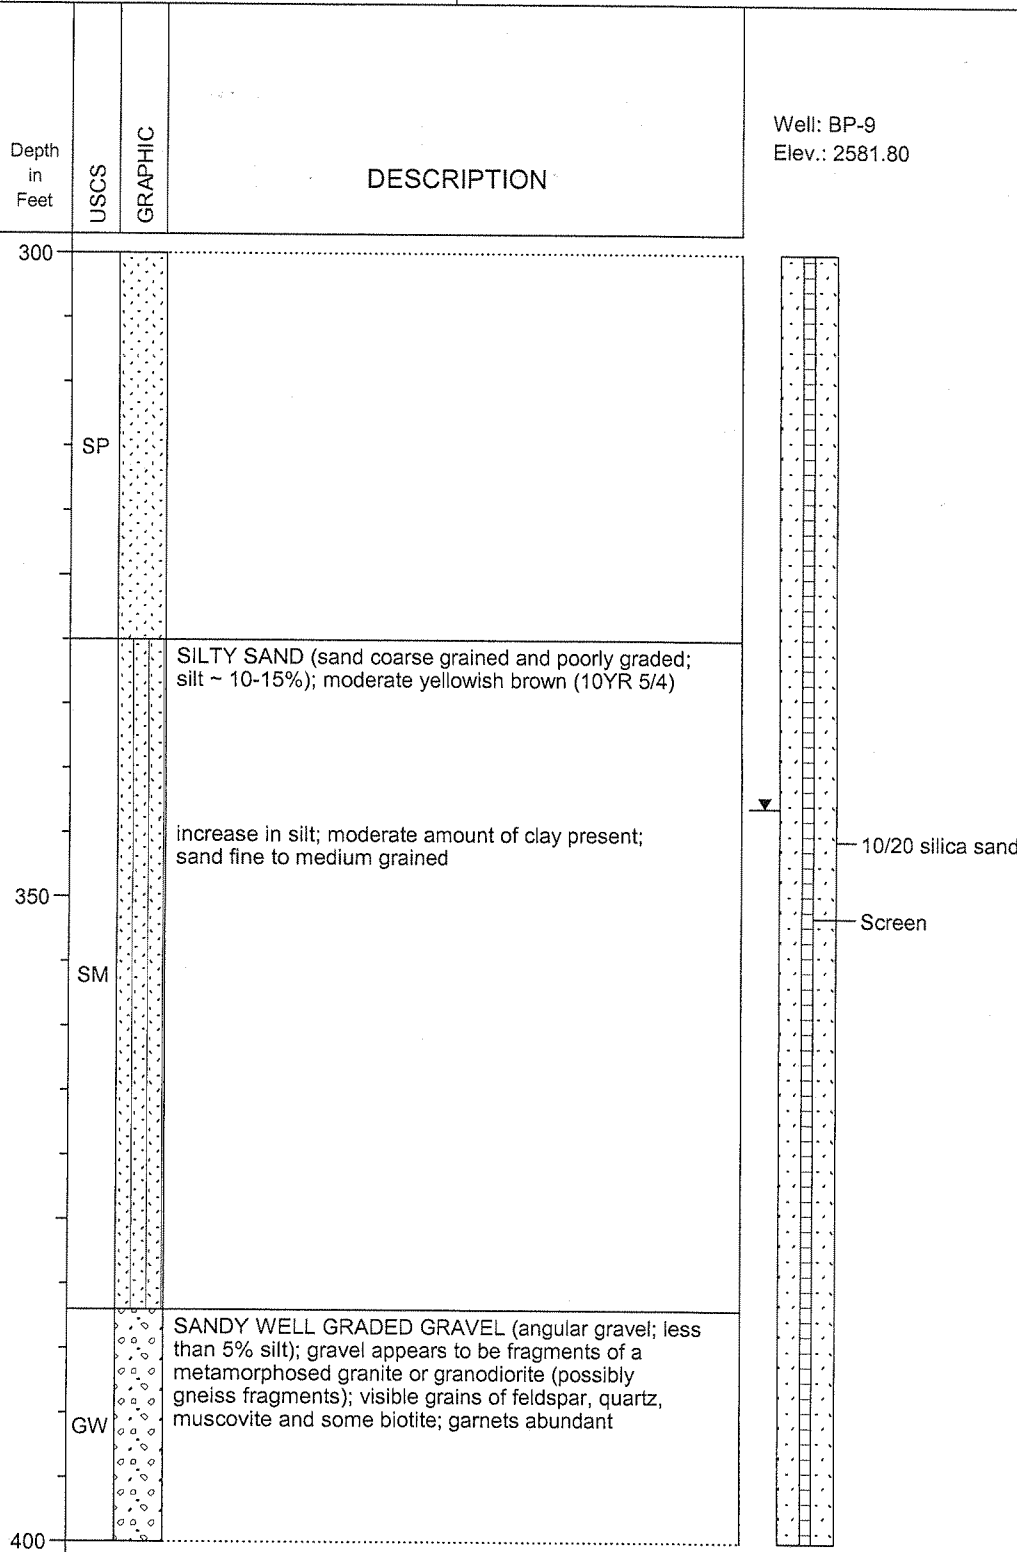 Depth
in
Feet
USCS
GRAPHIC
DESCRIPTION
Well: BP-9
Elev.: 2581.80
300
SP
SILTY SAND (sand coarse grained and poorly graded;
silt ~ 10-15%); moderate yellowish brown (10YR 5/4)
increase in silt; moderate amount of clay present;
sand fine to medium grained
10/20 silica sand
350
Screen
SM
SANDY WELL GRADED GRAVEL (angular gravel; less
than 5% silt); gravel appears to be fragments of a
metamorphosed granite or granodiorite (possibly
gneiss fragments); visible grains of feldspar, quartz,
muscovite and some biotite; garnets abundant
GW
400